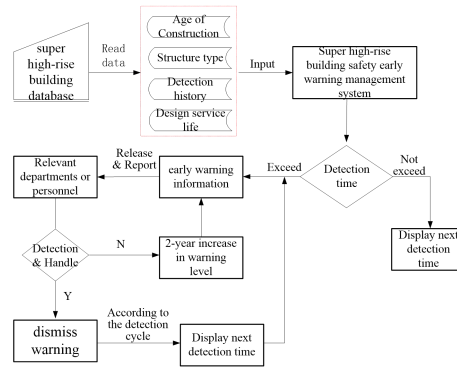 super
high-rise
building
database
Read
data
Age of
Construction
Structure type
Detection
history
Design service
life
Input
Super high-rise
building safety early
warning management
system
Detection
time
Not
exceed
Display next
detection
time
Exceed
early warning
information
Release
& Report
Relevant
departments or
personnel
Detection
& Handle
N
2-year increase
in warning
level
Y
dismiss
warning
According to
the detection
cycle
Display next
detection time